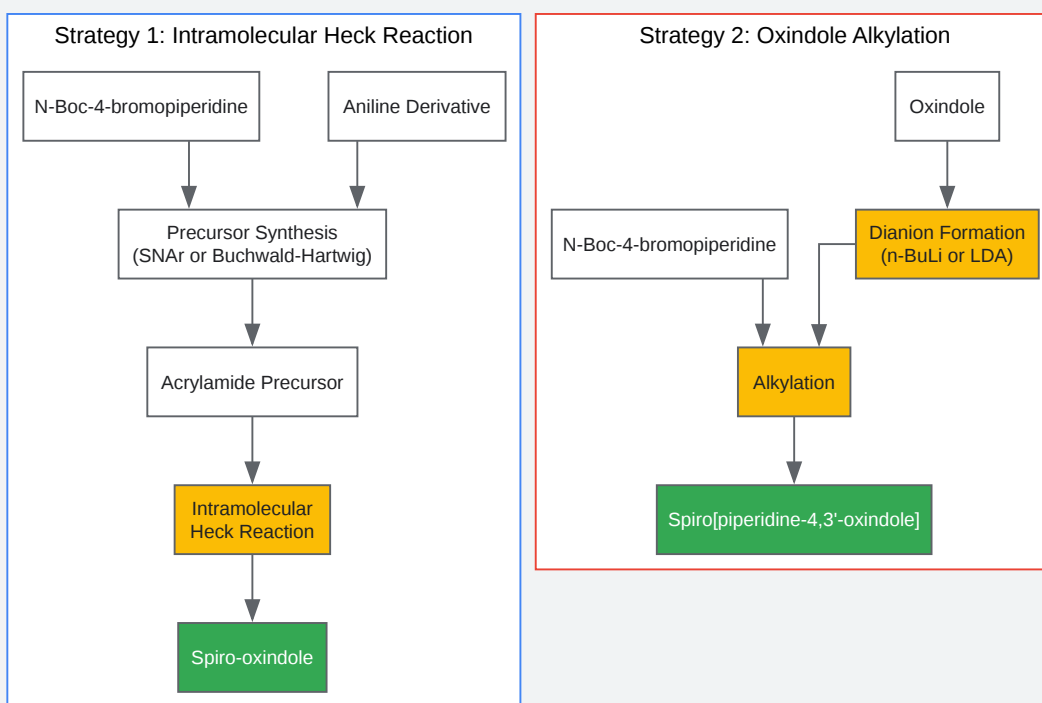 Strategy 1: Intramolecular Heck Reaction
N-Boc-4-bromopiperidine
Aniline Derivative
Precursor Synthesis
(SNAr or Buchwald-Hartwig)
Acrylamide Precursor
Intramolecular
Heck Reaction
Spiro-oxindole
Strategy 2: Oxindole Alkylation
Oxindole
N-Boc-4-bromopiperidine
Dianion Formation
(n-BuLi or LDA)
Alkylation
Spiro[piperidine-4,3'-oxindole]